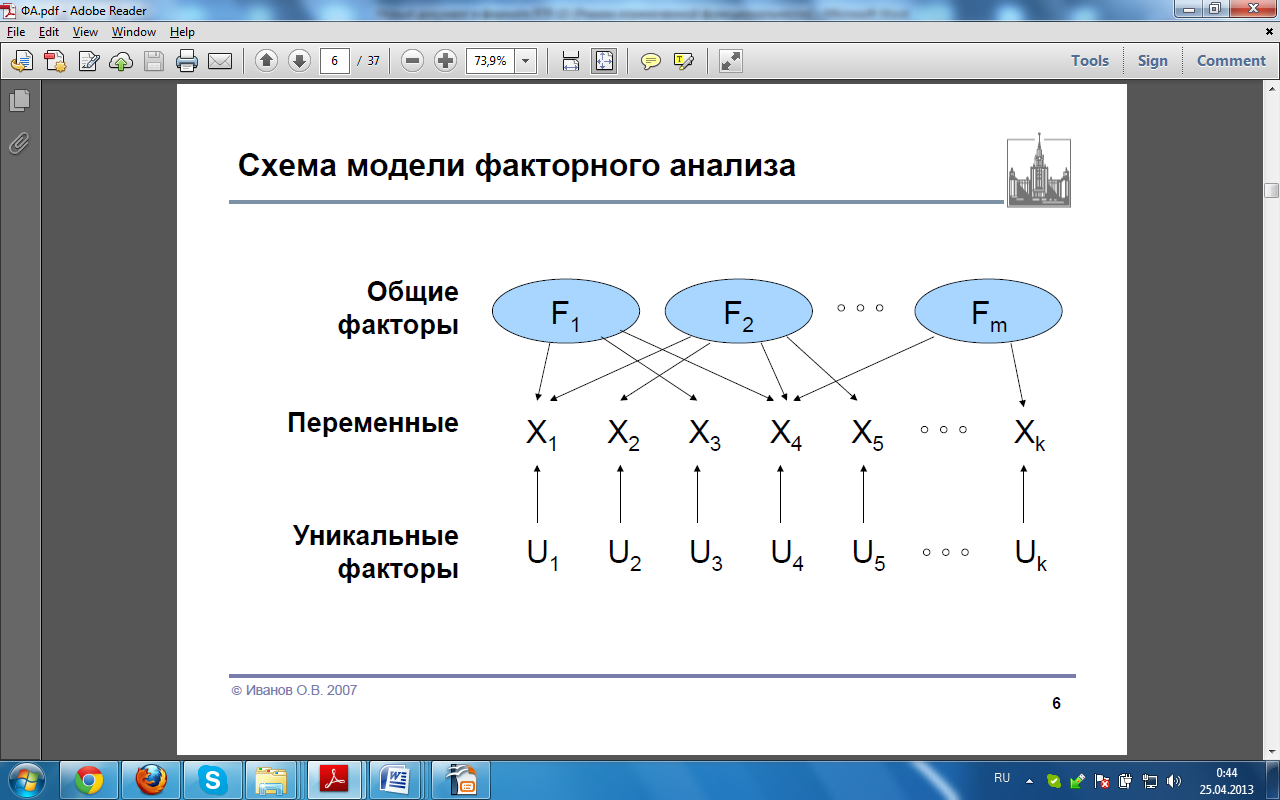 ФА.pdf - Adobe Reader
File Edit View Window Help
6 / 37 73,9% Tools Sign Comment
Схема модели факторного анализа
Общие
факторы
F1 F2 Fm
Переменные X1 X2 X3 X4 X5 Xk
Уникальные
факторы
U1 U2 U3 U4 U5 Uk
© Иванов О.В. 2007
6
RU 0:44
25.04.2013